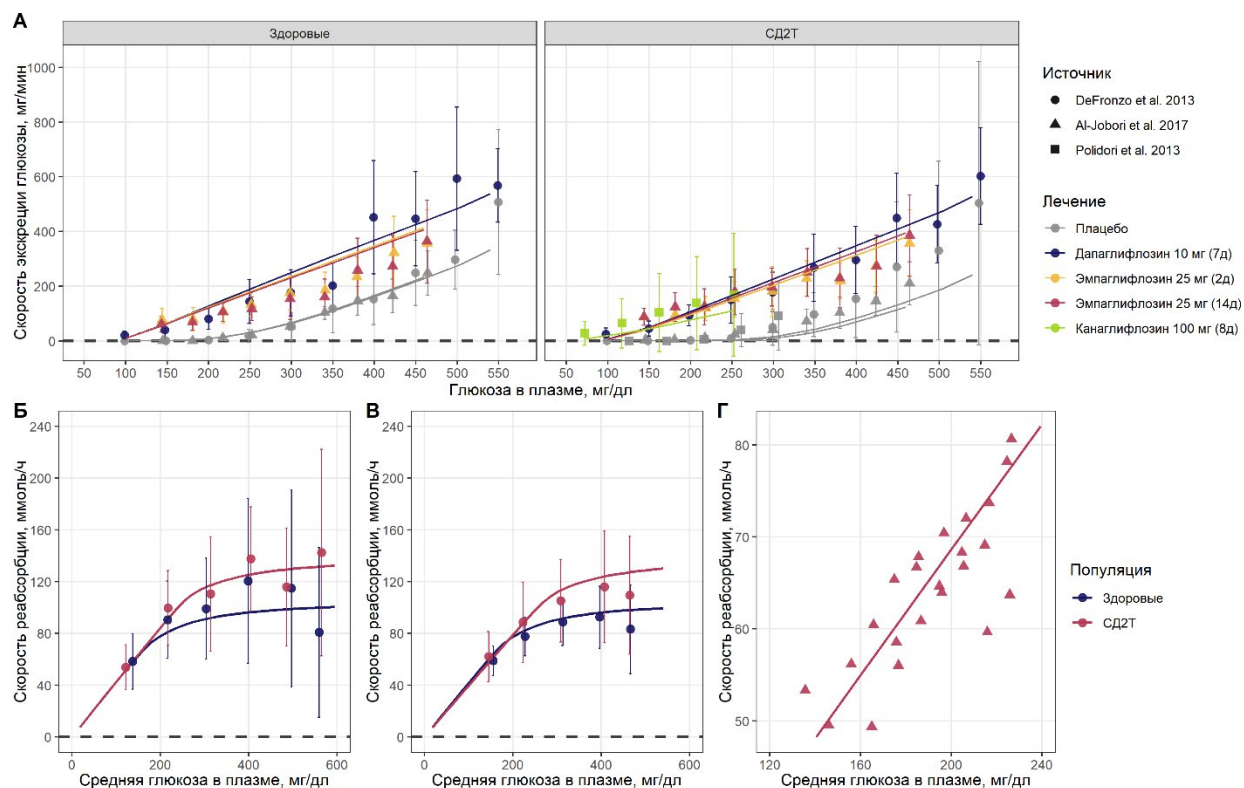 А
Здоровые
СД2Т
Скорость экскреции глюкозы, мг/мин
1000
800
600
400
200
0
50 100 150 200 250 300 350 400 450 500 550
50 100 150 200 250 300 350 400 450 500 550
Глюкоза в плазме, мг/дл
Источник
DeFronzo et al. 2013
Al-Jobori et al. 2017
Polidori et al. 2013
Лечение
Плацебо
Дапаглифлозин 10 мг (7д)
Эмпаглифлозин 25 мг (2д)
Эмпаглифлозин 25 мг (14д)
Канаглифлозин 100 мг (8д)
Б
Скорость реабсорбции, ммоль/ч
240
200
160
120
80
40
0
0 200 400 600
Средняя глюкоза в плазме, мг/дл
В
Скорость реабсорбции, ммоль/ч
240
200
160
120
80
40
0
0 200 400 600
Средняя глюкоза в плазме, мг/дл
Г
Скорость реабсорбции, ммоль/ч
80
70
60
50
120 160 200 240
Средняя глюкоза в плазме, мг/дл
Популяция
Здоровые
СД2Т